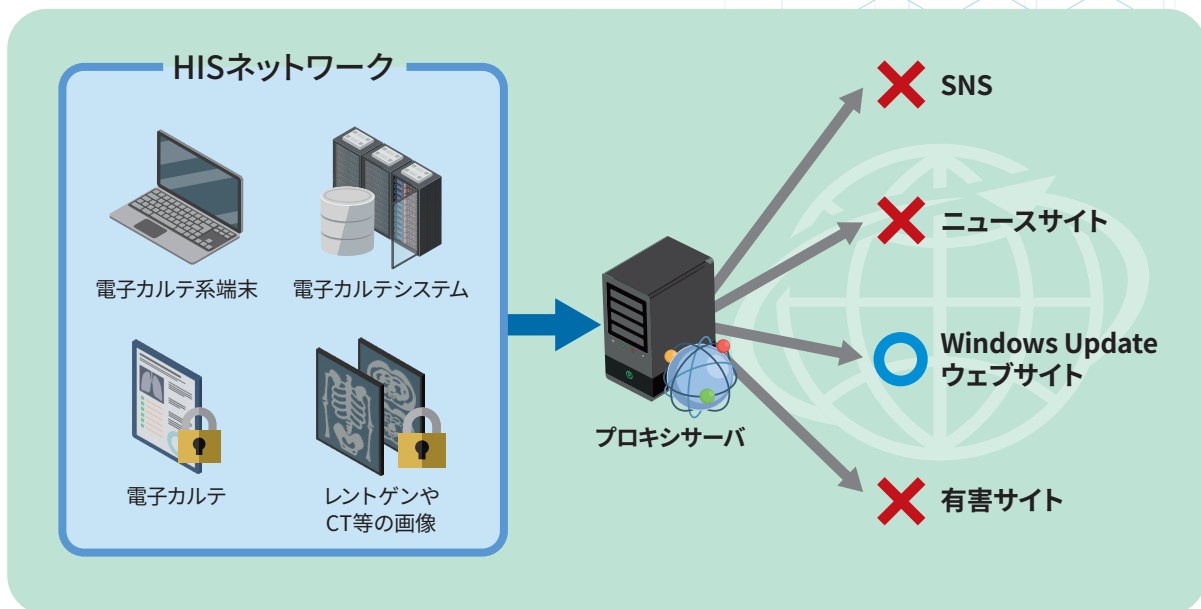 HISネットワーク
電子カルテ系端末
電子カルテシステム
電子カルテ
レントゲンや
CT等の画像
プロキシサーバ
SNS
ニュースサイト
Windows Update
ウェブサイト
有害サイト